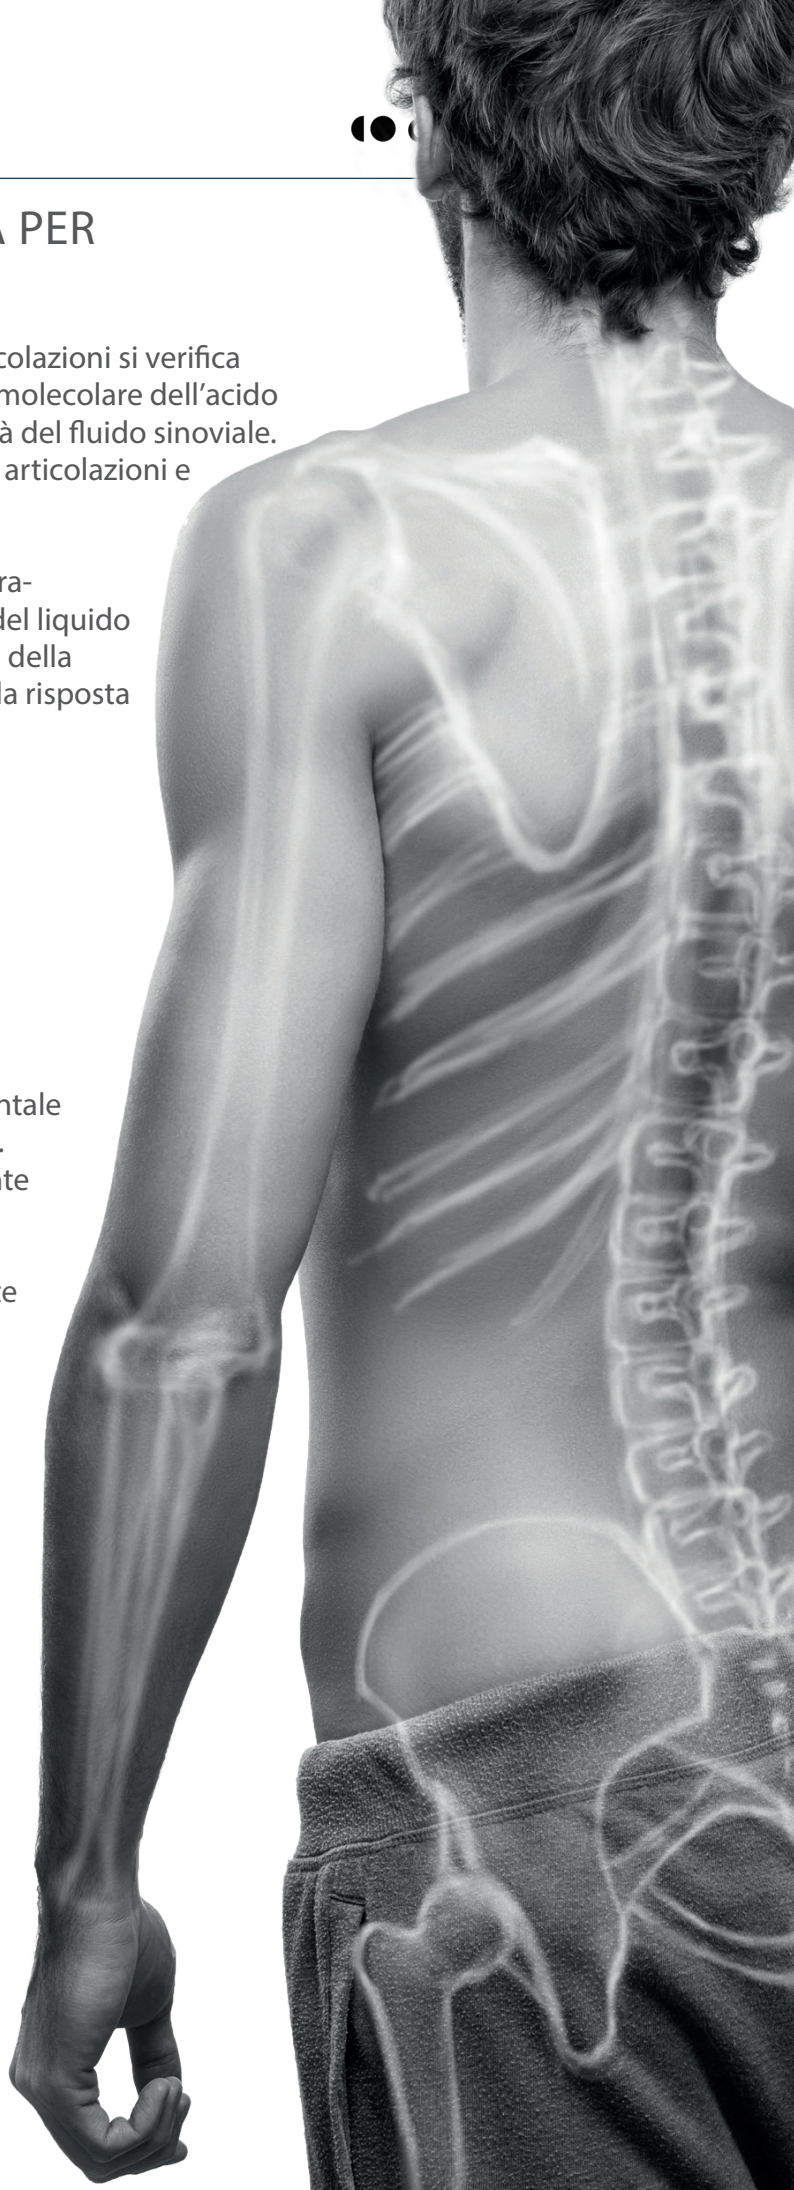 PER
colazioni si verifica
molecolare dell’acido
à del fluido sinoviale.
articolazioni e
ra-
del liquido
della
la risposta
ntale
.
te
e